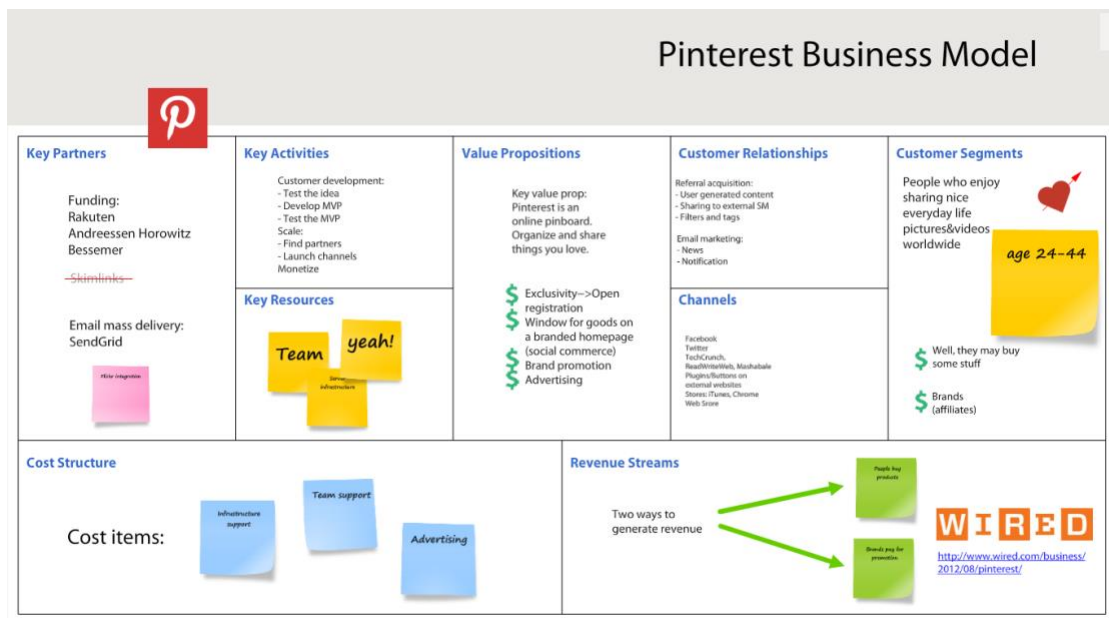 Pinterest Business Model
Key Partners
Funding:
Rakuten
Andreessen Horowitz
Bessemer
Skimlinks
Email mass delivery:
SendGrid
Flickr integration
Key Activities
Customer development:
- Test the idea
- Develop MVP
- Test the MVP
Scale:
- Find partners
- Launch channels
Monetize
Key Resources
Team
yeah!
Server
infrastructure
Value Propositions
Key value prop:
Pinterest is an
online pinboard.
Organize and share
things you love.
$ Exclusivity-->Open
registration
$ Window for goods on
a branded homepage
(social commerce)
$ Brand promotion
$ Advertising
Customer Relationships
Referral acquisition:
- User generated content
- Sharing to external SM
- Filters and tags
Email marketing:
- News
- Notification
Channels
Facebook
Twitter
TechCrunch,
ReadWriteWeb, Mashabale
Plugins/Buttons on
external websites
Stores: iTunes, Chrome
Web Srore
Customer Segments
People who enjoy
sharing nice
everyday life
pictures&videos
worldwide
age 24-44
$ Well, they may buy
some stuff
$ Brands
(affiliates)
Cost Structure
Cost items:
Infrastructure
support
Team support
Advertising
Revenue Streams
Two ways to
generate revenue
People buy
products
Brands pay for
promotion
WIRED
http://www.wired.com/business/
2012/08/pinterest/